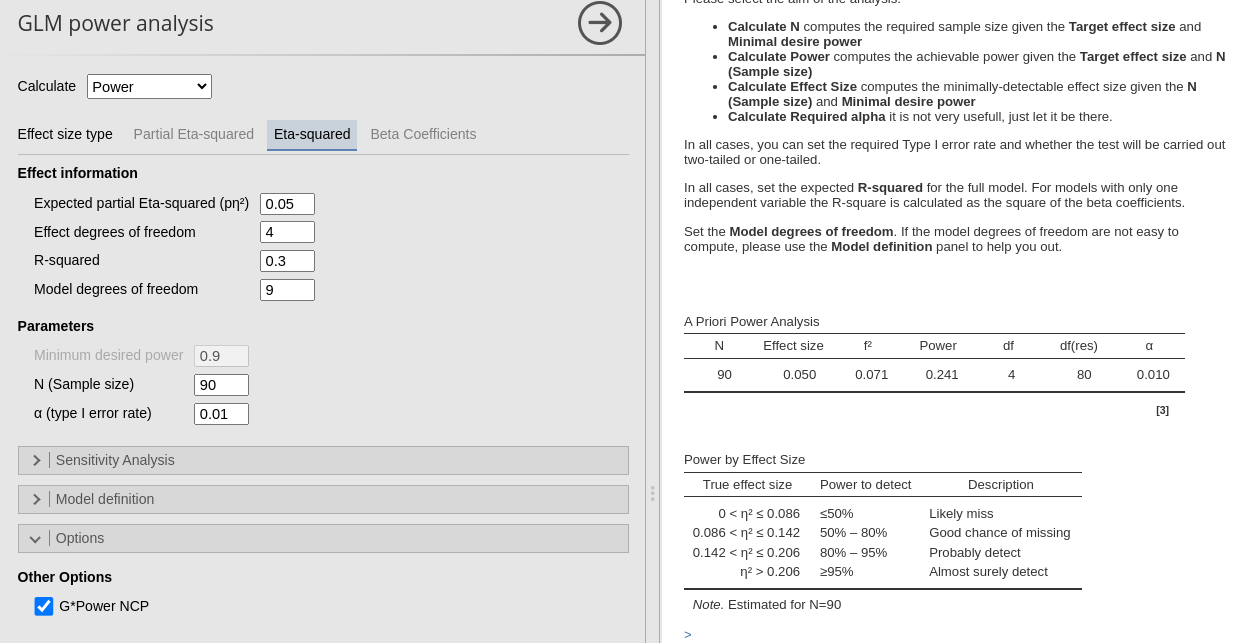 GLM power analysis
Calculate Power
Effect size type Partial Eta-squared Eta-squared Beta Coefficients
Effect information
Expected partial Eta-squared (pη²) 0.05
Effect degrees of freedom 4
R-squared 0.3
Model degrees of freedom 9
Parameters
Minimum desired power 0.9
N (Sample size) 90
α (type I error rate) 0.01
Sensitivity Analysis
Model definition
Options
Other Options
G*Power NCP
Please select the aim of the analysis:
• Calculate N computes the required sample size given the Target effect size and
Minimal desire power
• Calculate Power computes the achievable power given the Target effect size and N
(Sample size)
• Calculate Effect Size computes the minimally-detectable effect size given the N
(Sample size) and Minimal desire power
• Calculate Required alpha it is not very usefull, just let it be there.
In all cases, you can set the required Type I error rate and whether the test will be carried out
two-tailed or one-tailed.
In all cases, set the expected R-squared for the full model. For models with only one
independent variable the R-square is calculated as the square of the beta coefficients.
Set the Model degrees of freedom. If the model degrees of freedom are not easy to
compute, please use the Model definition panel to help you out.
A Priori Power Analysis
N Effect size f² Power df df(res) α
90 0.050 0.071 0.241 4 80 0.010
[3]
Power by Effect Size
True effect size Power to detect Description
0 < η² ≤ 0.086 ≤50% Likely miss
0.086 < η² ≤ 0.142 50% – 80% Good chance of missing
0.142 < η² ≤ 0.206 80% – 95% Probably detect
η² > 0.206 ≥95% Almost surely detect
Note. Estimated for N=90
>